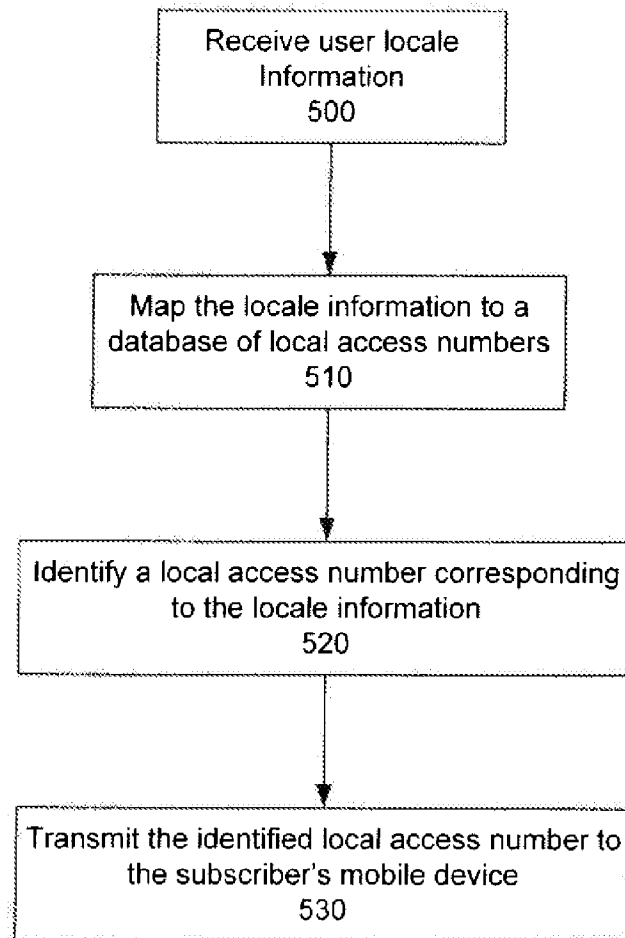 Receive user locale
Information
500
Map the locale information to a
database of local access numbers
510
Identify a local access number corresponding
to the locale information
520
Transmit the identified local access number to
the subscriber's mobile device
530